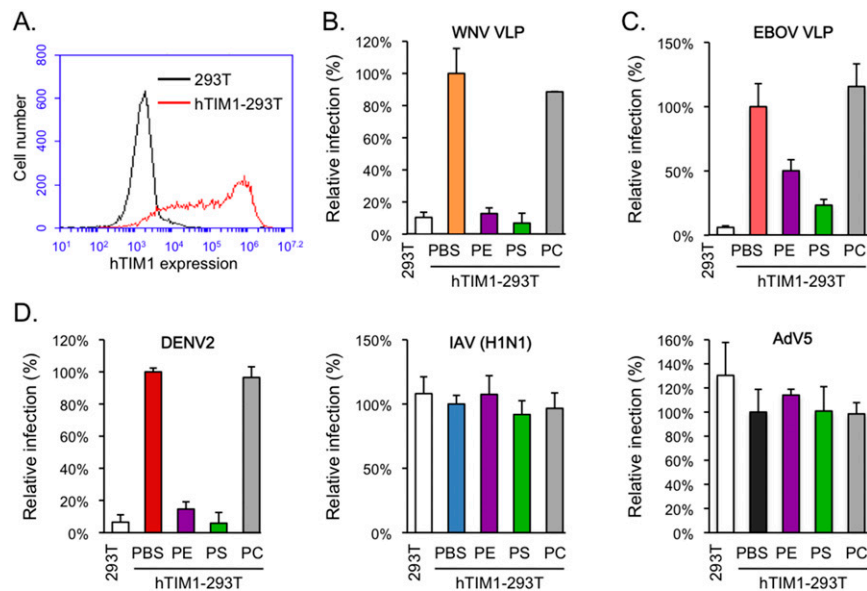 A.
800
600
400
200
0
Cell number
293T
hTIM1-293T
10¹ 10² 10³ 10⁴ 10⁵ 10⁶ 10⁷·²
hTIM1 expression
B.
WNV VLP
Relative infection (%)
120%
100%
80%
60%
40%
20%
0%
293T
PBS PE PS PC
hTIM1-293T
C.
EBOV VLP
Relative infection (%)
100%
50%
0%
293T
PBS PE PS PC
hTIM1-293T
D.
DENV2
Relative infection (%)
120%
100%
80%
60%
40%
20%
0%
293T
PBS PE PS PC
hTIM1-293T
IAV (H1N1)
Relative infection (%)
150%
100%
50%
0%
293T
PBS PE PS PC
hTIM1-293T
AdV5
Relative inection (%)
160%
140%
120%
100%
80%
60%
40%
20%
0%
293T
PBS PE PS PC
hTIM1-293T